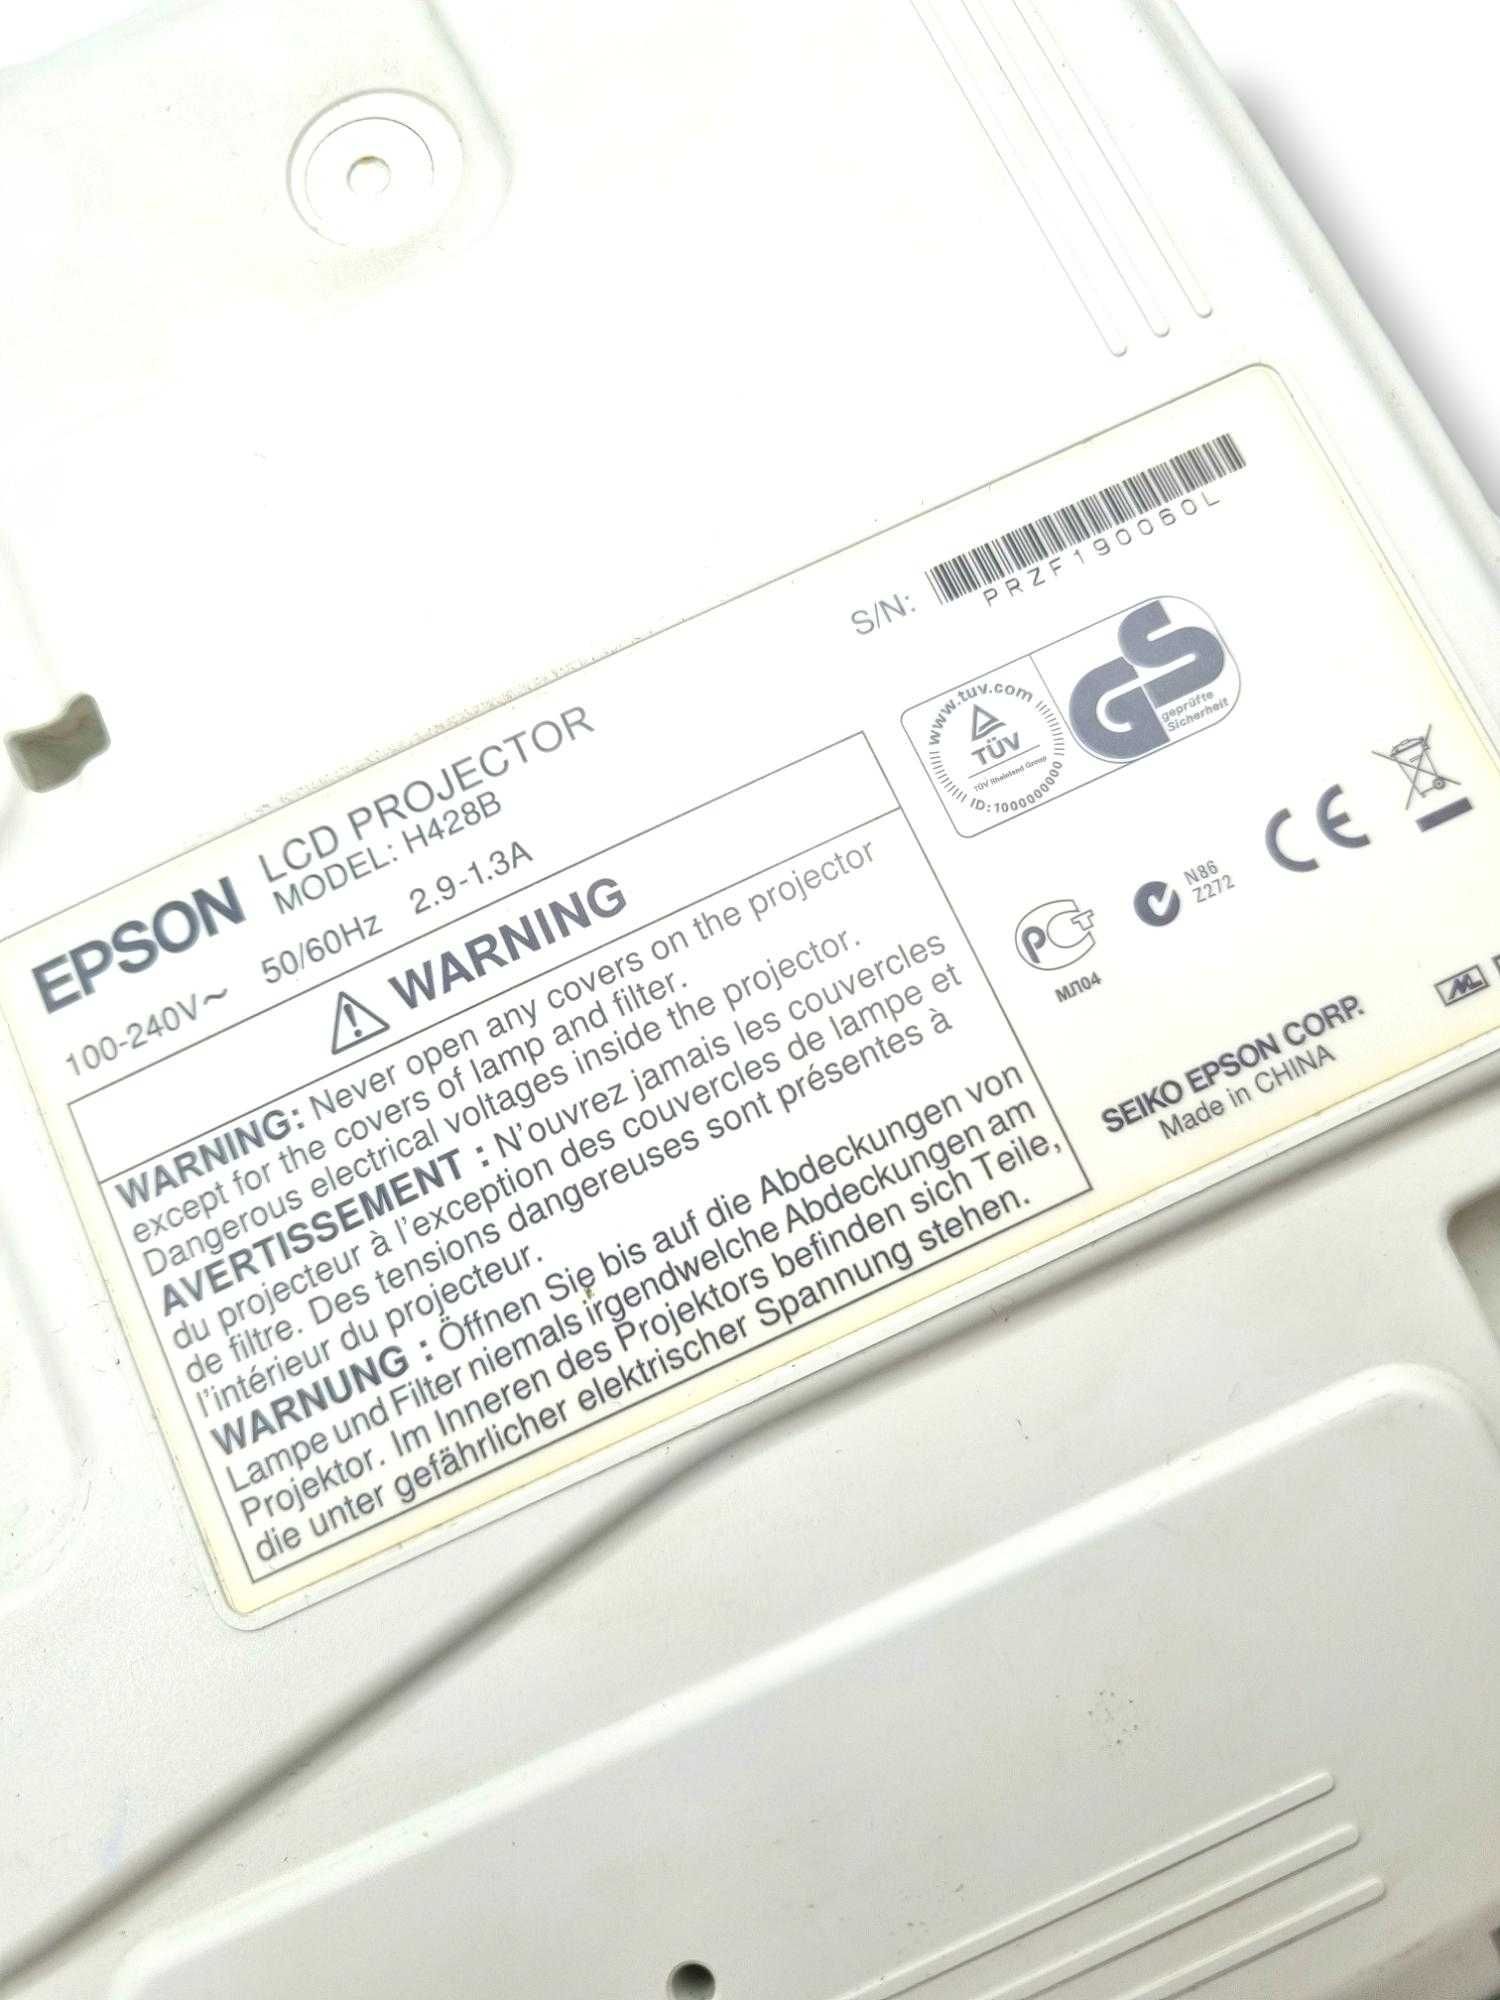 EPSON LCD PROJECTOR
MODEL: H428B
100-240V~ 50/60Hz 2.9-1.3A
WARNING
WARNING: Never open any covers on the projector
except for the covers of lamp and filter.
Dangerous electrical voltages inside the projector.
AVERTISSEMENT : N'ouvrez jamais les couvercles
du projecteur à l'exception des couvercles de lampe et
de filtre. Des tensions dangereuses sont présentes à
l'intérieur du projecteur.
WARNUNG : Öffnen Sie bis auf die Abdeckungen von
Lampe und Filter niemals irgendwelche Abdeckungen am
Projektor. Im Inneren des Projektors befinden sich Teile,
die unter gefährlicher elektrischer Spannung stehen.
S/N:
PRZF190060L
www.tuv.com
TÜV
TÜV Rheinland Group
ID: 1000000000
GS
geprüfte
Sicherheit
РСТ
МЛ04
N86
Z272
CE
SEIKO EPSON CORP.
Made in CHINA
ML